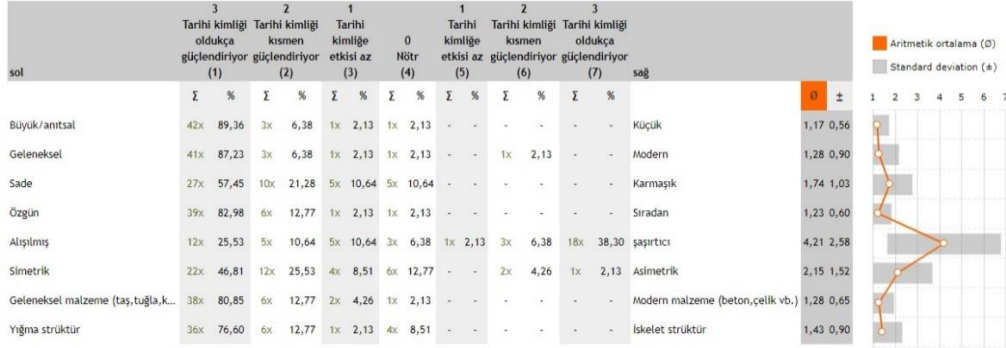 3 2 1 1 2 3
Tarihi kimliği Tarihi kimliği Tarihi Tarihi Tarihi kimliği Tarihi kimliği
oldukça kısmen kimliğe 0 kimliğe kısmen oldukça
güçlendiriyor güçlendiriyor etkisi az Nötr etkisi az güçlendiriyor güçlendiriyor
sol (1) (2) (3) (4) (5) (6) (7) sağ
Σ % Σ % Σ % Σ % Σ % Σ % Σ % Ø ±
Büyük/anıtsal 42x 89,36 3x 6,38 1x 2,13 1x 2,13 - - - - - - Küçük 1,17 0,56
Geleneksel 41x 87,23 3x 6,38 1x 2,13 1x 2,13 - - 1x 2,13 - - Modern 1,28 0,90
Sade 27x 57,45 10x 21,28 5x 10,64 5x 10,64 - - - - - - Karmaşık 1,74 1,03
Özgün 39x 82,98 6x 12,77 1x 2,13 1x 2,13 - - - - - - Sıradan 1,23 0,60
Alışılmış 12x 25,53 5x 10,64 5x 10,64 3x 6,38 1x 2,13 3x 6,38 18x 38,30 şaşırtıcı 4,21 2,58
Simetrik 22x 46,81 12x 25,53 4x 8,51 6x 12,77 - - 2x 4,26 1x 2,13 Asimetrik 2,15 1,52
Geleneksel malzeme (taş,tuğla,k... 38x 80,85 6x 12,77 2x 4,26 1x 2,13 - - - - - - Modern malzeme (beton,çelik vb.) 1,28 0,65
Yığma strüktür 36x 76,60 6x 12,77 1x 2,13 4x 8,51 - - - - - - İskelet strüktür 1,43 0,90
Aritmetik ortalama (Ø)
Standard deviation (±)
1 2 3 4 5 6 7